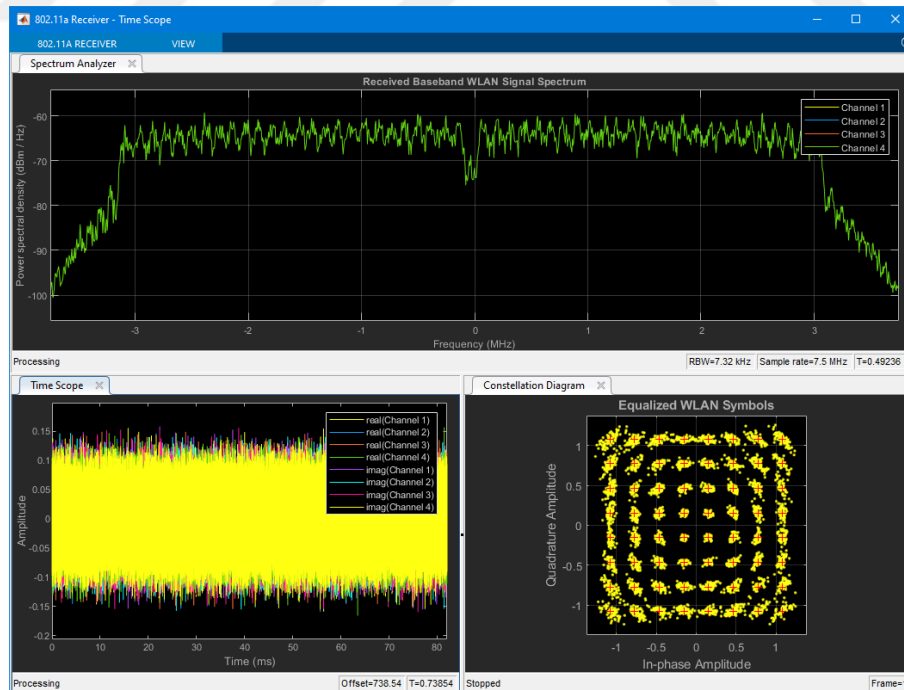 802.11a Receiver - Time Scope
802.11A RECEIVER VIEW
Spectrum Analyzer
Received Baseband WLAN Signal Spectrum
Channel 1
Channel 2
Channel 3
Channel 4
Power spectral density (dBm / Hz)
-60
-70
-80
-90
-100
-3 -2 -1 0 1 2 3
Frequency (MHz)
Processing RBW=7.32 kHz Sample rate=7.5 MHz T=0.49236
Time Scope
real(Channel 1)
real(Channel 2)
real(Channel 3)
real(Channel 4)
imag(Channel 1)
imag(Channel 2)
imag(Channel 3)
imag(Channel 4)
Amplitude
0.15
0.1
0.05
0
-0.05
-0.1
-0.15
-0.2
0 10 20 30 40 50 60 70 80
Time (ms)
Processing Offset=738.54 T=0.73854
Constellation Diagram
Equalized WLAN Symbols
Quadrature Amplitude
1
0.5
0
-0.5
-1
-1 -0.5 0 0.5 1
In-phase Amplitude
Stopped